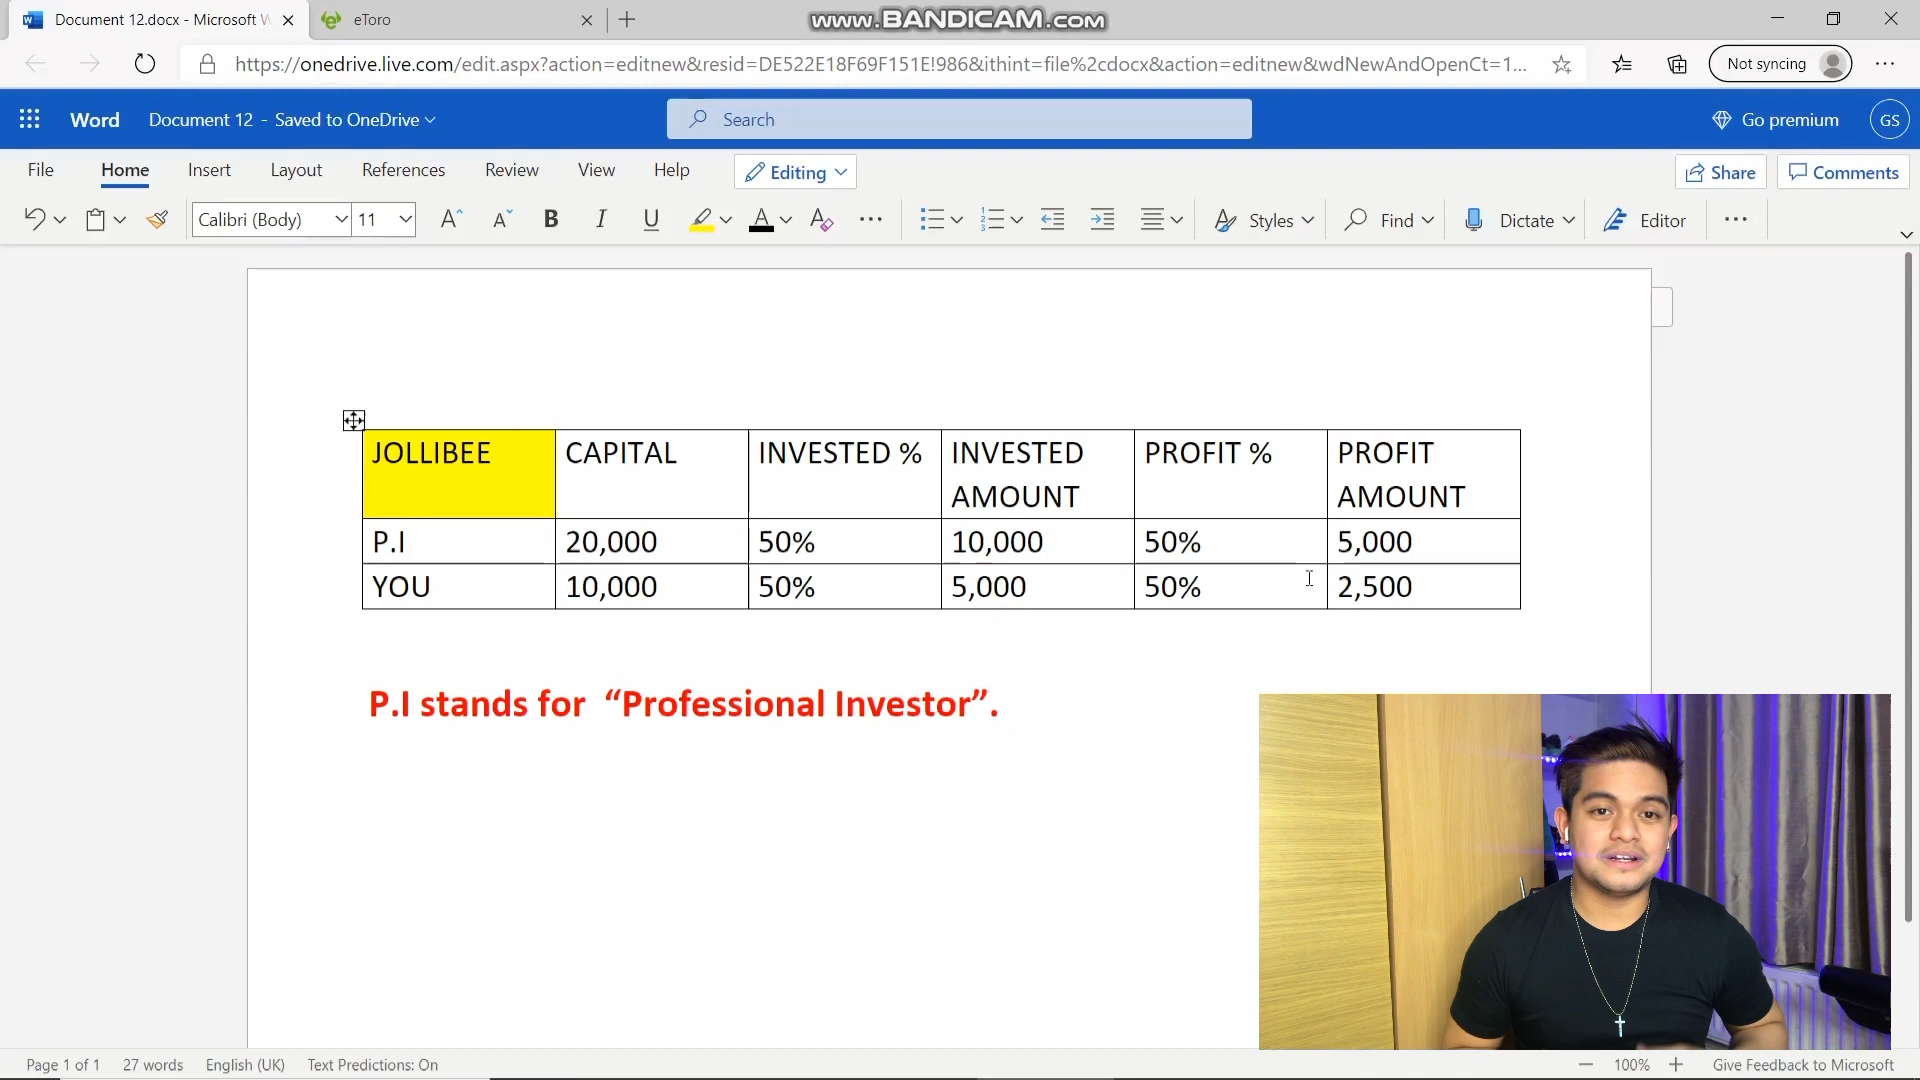 Document 12.docx - Microsoft W
eToro
www.BANDICAM.com
https://onedrive.live.com/edit.aspx?action=editnew&resid=DE522E18F69F151E!986&ithint=file%2cdocx&action=editnew&wdNewAndOpenCt=1...
Not syncing
Word Document 12 - Saved to OneDrive
Search
Go premium GS
File Home Insert Layout References Review View Help Editing Share Comments
Calibri (Body) 11 A A B I U A A Styles Find Dictate Editor
JOLLIBEE CAPITAL INVESTED % INVESTED AMOUNT PROFIT % PROFIT AMOUNT
P.I 20,000 50% 10,000 50% 5,000
YOU 10,000 50% 5,000 50% 2,500
P.I stands for “Professional Investor”.
Page 1 of 1 27 words English (UK) Text Predictions: On 100% Give Feedback to Microsoft